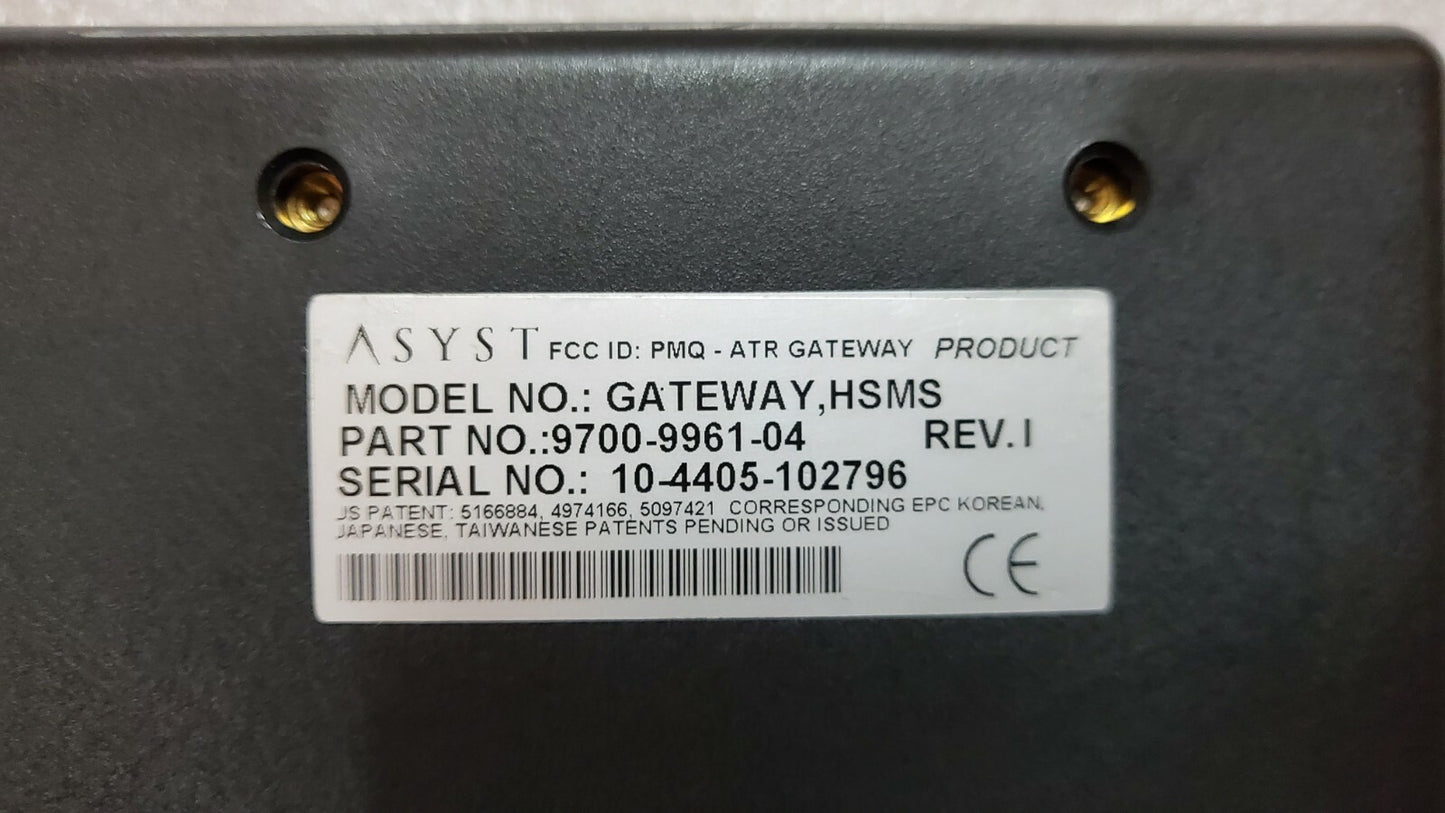 ASYST FCC ID: PMQ - ATR GATEWAY PRODUCT
MODEL NO.: GATEWAY,HSMS
PART NO.:9700-9961-04 REV.I
SERIAL NO.: 10-4405-102796
US PATENT: 5166884, 4974166, 5097421 CORRESPONDING EPC KOREAN,
JAPANESE, TAIWANESE PATENTS PENDING OR ISSUED
CE